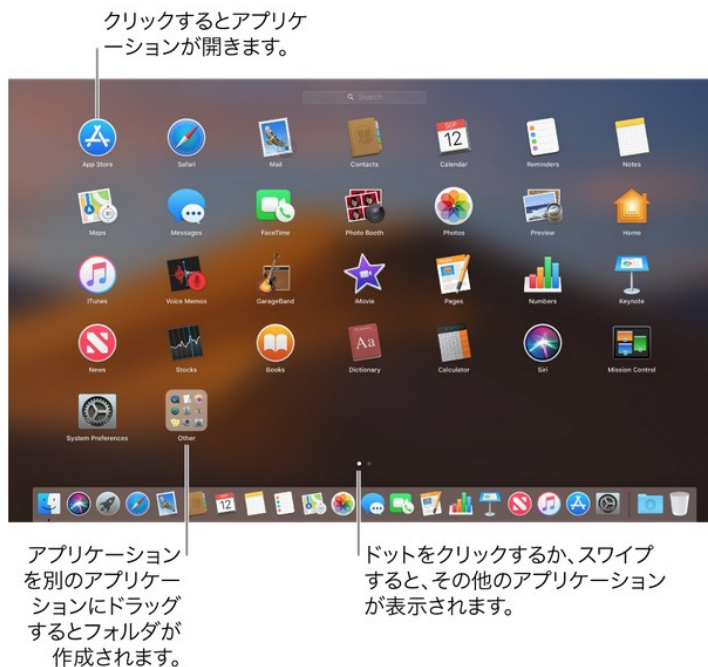 クリックするとアプリケ
ーションが開きます。
Search
App Store
Safari
Mail
Contacts
SEP
12
Calendar
Reminders
Notes
Maps
Messages
FaceTime
Photo Booth
Photos
Preview
Home
iTunes
Voice Memos
GarageBand
iMovie
Pages
Numbers
Keynote
News
Stocks
Books
Aa
Dictionary
Calculator
Siri
Mission Control
System Preferences
Other
12
アプリケーション
を別のアプリケー
ションにドラッグ
するとフォルダが
作成されます。
ドットをクリックするか、スワイプ
すると、その他のアプリケーション
が表示されます。